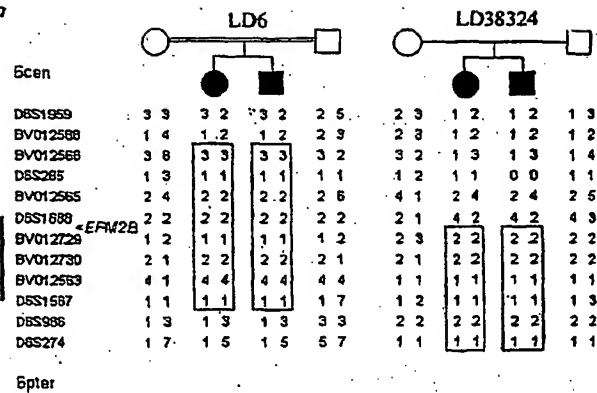 a
LD6 LD38324
6cen
D6S1959 3 3 3 2 3 2 2 5 2 3 1 2 1 2 1 3
BV012588 1 4 1 2 1 2 2 3 2 3 1 2 1 2 1 2
BV012568 3 8 3 3 3 3 3 2 3 2 1 3 1 3 1 4
D6S285 1 3 1 1 1 1 1 1 1 2 1 1 0 0 1 1
BV012565 2 4 2 2 2 2 2 6 4 1 2 4 2 4 2 5
D6S1688 2 2 2 2 2 2 2 2 2 1 4 2 4 2 4 3
«EPM2B
BV012729 1 2 1 1 1 1 1 2 2 3 2 2 2 2 2 2
BV012730 2 1 2 2 2 2 2 1 2 1 2 2 2 2 2 2
BV012563 4 1 4 4 4 4 4 4 1 1 1 1 1 1 1 1
D6S1567 1 1 1 1 1 1 1 7 1 2 1 1 1 1 1 3
D6S986 1 3 1 3 1 3 3 3 2 2 2 2 2 2 2 2
D6S274 1 7 1 5 1 5 5 7 1 1 1 1 1 1 1 1
6pter